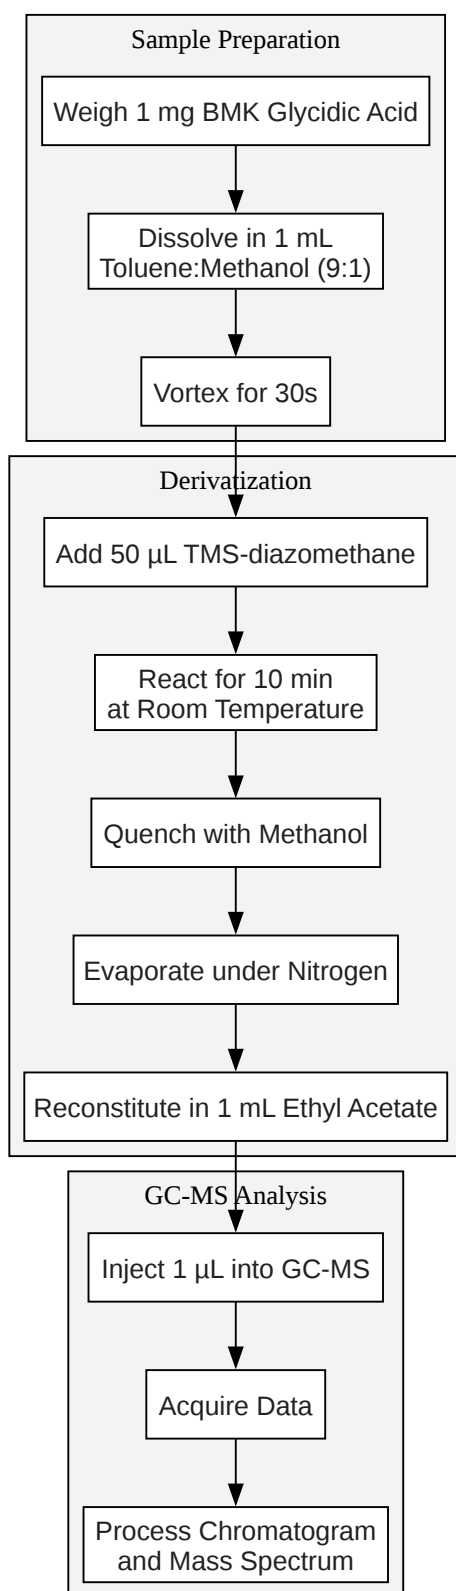 Sample Preparation
Weigh 1 mg BMK Glycidic Acid
Dissolve in 1 mL
Toluene:Methanol (9:1)
Vortex for 30s
Derivatization
Add 50 µL TMS-diazomethane
React for 10 min
at Room Temperature
Quench with Methanol
Evaporate under Nitrogen
Reconstitute in 1 mL Ethyl Acetate
GC-MS Analysis
Inject 1 µL into GC-MS
Acquire Data
Process Chromatogram
and Mass Spectrum